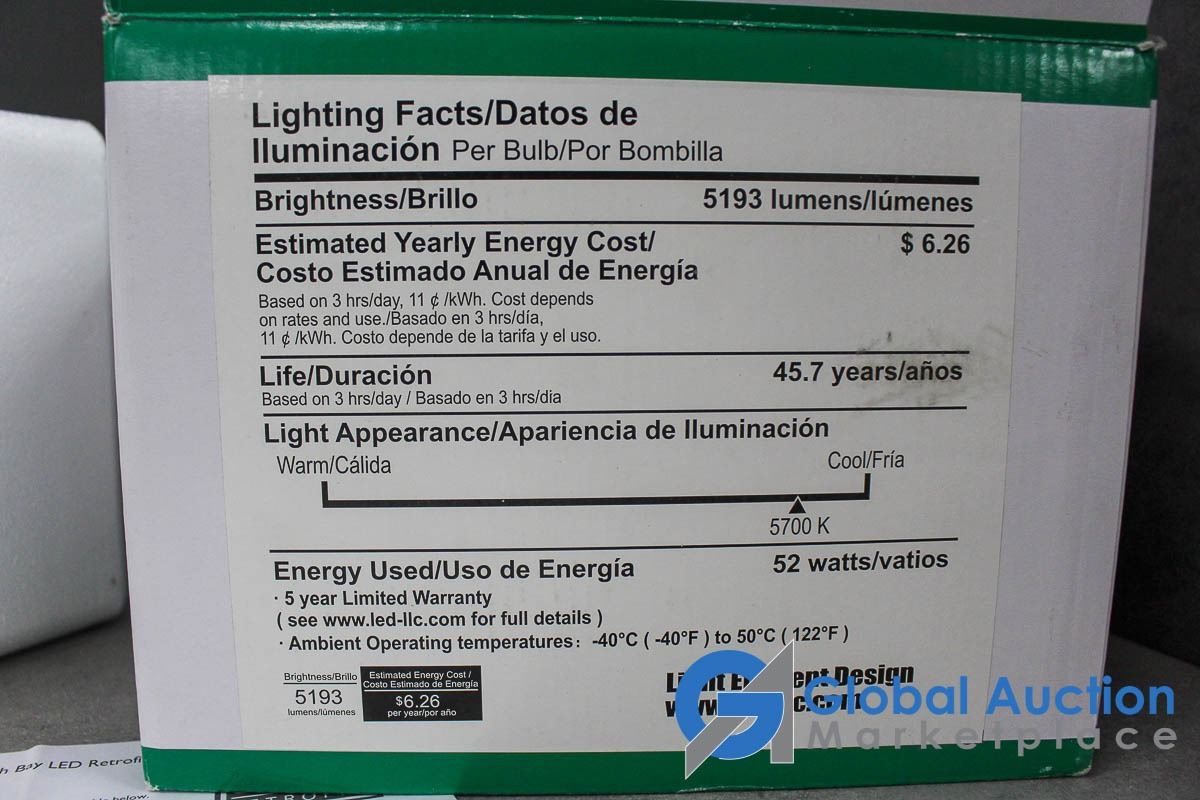 Lighting Facts/Datos de
Iluminación Per Bulb/Por Bombilla
Brightness/Brillo 5193 lumens/lúmenes
Estimated Yearly Energy Cost/ $ 6.26
Costo Estimado Anual de Energía
Based on 3 hrs/day, 11 ¢ /kWh. Cost depends
on rates and use./Basado en 3 hrs/día,
11 ¢ /kWh. Costo depende de la tarifa y el uso.
Life/Duración 45.7 years/años
Based on 3 hrs/day / Basado en 3 hrs/dia
Light Appearance/Apariencia de Iluminación
Warm/Cálida Cool/Fría
5700 K
Energy Used/Uso de Energía 52 watts/vatios
· 5 year Limited Warranty
( see www.led-llc.com for full details )
· Ambient Operating temperatures: -40°C ( -40°F ) to 50°C ( 122°F )
Brightness/Brillo
5193
lumens/lúmenes
Estimated Energy Cost /
Costo Estimado de Energía
$6.26
per year/por año
Design
Global Auction
Marketplace
Bay LED Retrofi
below.